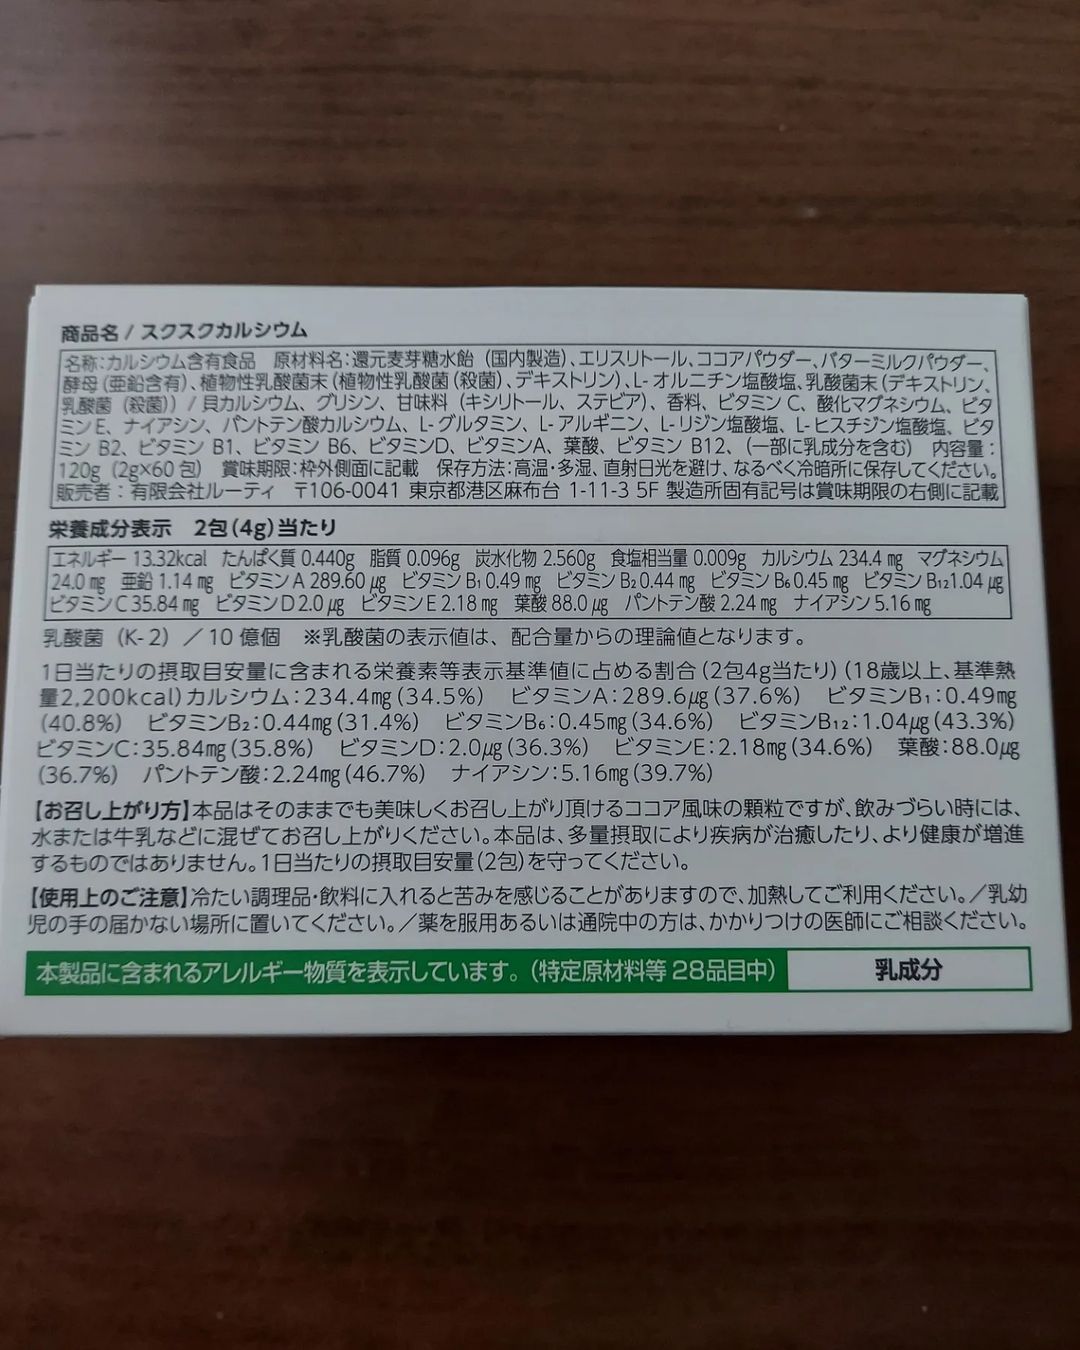 商品名 / スクスクカルシウム
名称:カルシウム含有食品 原材料名:還元麦芽糖水飴(国内製造)、エリスリトール、ココアパウダー、バターミルクパウダー、
酵母(亜鉛含有)、植物性乳酸菌末(植物性乳酸菌(殺菌)、デキストリン)、L-オルニチン塩酸塩、乳酸菌末(デキストリン、
乳酸菌(殺菌))/貝カルシウム、グリシン、甘味料(キシリトール、ステビア)、香料、ビタミンC、酸化マグネシウム、ビタ
ミンE、ナイアシン、パントテン酸カルシウム、L-グルタミン、L-アルギニン、L-リジン塩酸塩、L-ヒスチジン塩酸塩、ビタ
ミン B2、ビタミン B1、ビタミン B6、ビタミンD、ビタミンA、葉酸、ビタミン B12、(一部に乳成分を含む) 内容量:
120g(2g×60包) 賞味期限:枠外側面に記載 保存方法:高温・多湿、直射日光を避け、なるべく冷暗所に保存してください。
販売者:有限会社ルーティ 〒106-0041 東京都港区麻布台 1-11-3 5F 製造所固有記号は賞味期限の右側に記載
栄養成分表示 2包(4g)当たり
エネルギー 13.32kcal たんぱく質 0.440g 脂質 0.096g 炭水化物 2.560g 食塩相当量 0.009g カルシウム 234.4 mg マグネシウム
24.0 mg 亜鉛 1.14 mg ビタミンA 289.60 μg ビタミンB₁ 0.49 mg ビタミンB₂ 0.44 mg ビタミンB₆ 0.45 mg ビタミンB₁₂ 1.04 μg
ビタミンC 35.84 mg ビタミンD 2.0 μg ビタミンE 2.18 mg 葉酸 88.0 μg パントテン酸 2.24 mg ナイアシン 5.16 mg
乳酸菌(K-2)/10億個 ※乳酸菌の表示値は、配合量からの理論値となります。
1日当たりの摂取目安量に含まれる栄養素等表示基準値に占める割合(2包4g当たり)(18歳以上、基準熱
量2,200kcal)カルシウム:234.4mg(34.5%) ビタミンA:289.6μg(37.6%) ビタミンB₁:0.49mg
(40.8%) ビタミンB₂:0.44mg(31.4%) ビタミンB₆:0.45mg(34.6%) ビタミンB₁₂:1.04μg(43.3%)
ビタミンC:35.84mg(35.8%) ビタミンD:2.0μg(36.3%) ビタミンE:2.18mg(34.6%) 葉酸:88.0μg
(36.7%) パントテン酸:2.24mg(46.7%) ナイアシン:5.16mg(39.7%)
【お召し上がり方】本品はそのままでも美味しくお召し上がり頂けるココア風味の顆粒ですが、飲みづらい時には、
水または牛乳などに混ぜてお召し上がりください。本品は、多量摂取により疾病が治癒したり、より健康が増進
するものではありません。1日当たりの摂取目安量(2包)を守ってください。
【使用上のご注意】冷たい調理品・飲料に入れると苦みを感じることがありますので、加熱してご利用ください。/乳幼
児の手の届かない場所に置いてください。/薬を服用あるいは通院中の方は、かかりつけの医師にご相談ください。
本製品に含まれるアレルギー物質を表示しています。(特定原材料等 28品目中) 乳成分